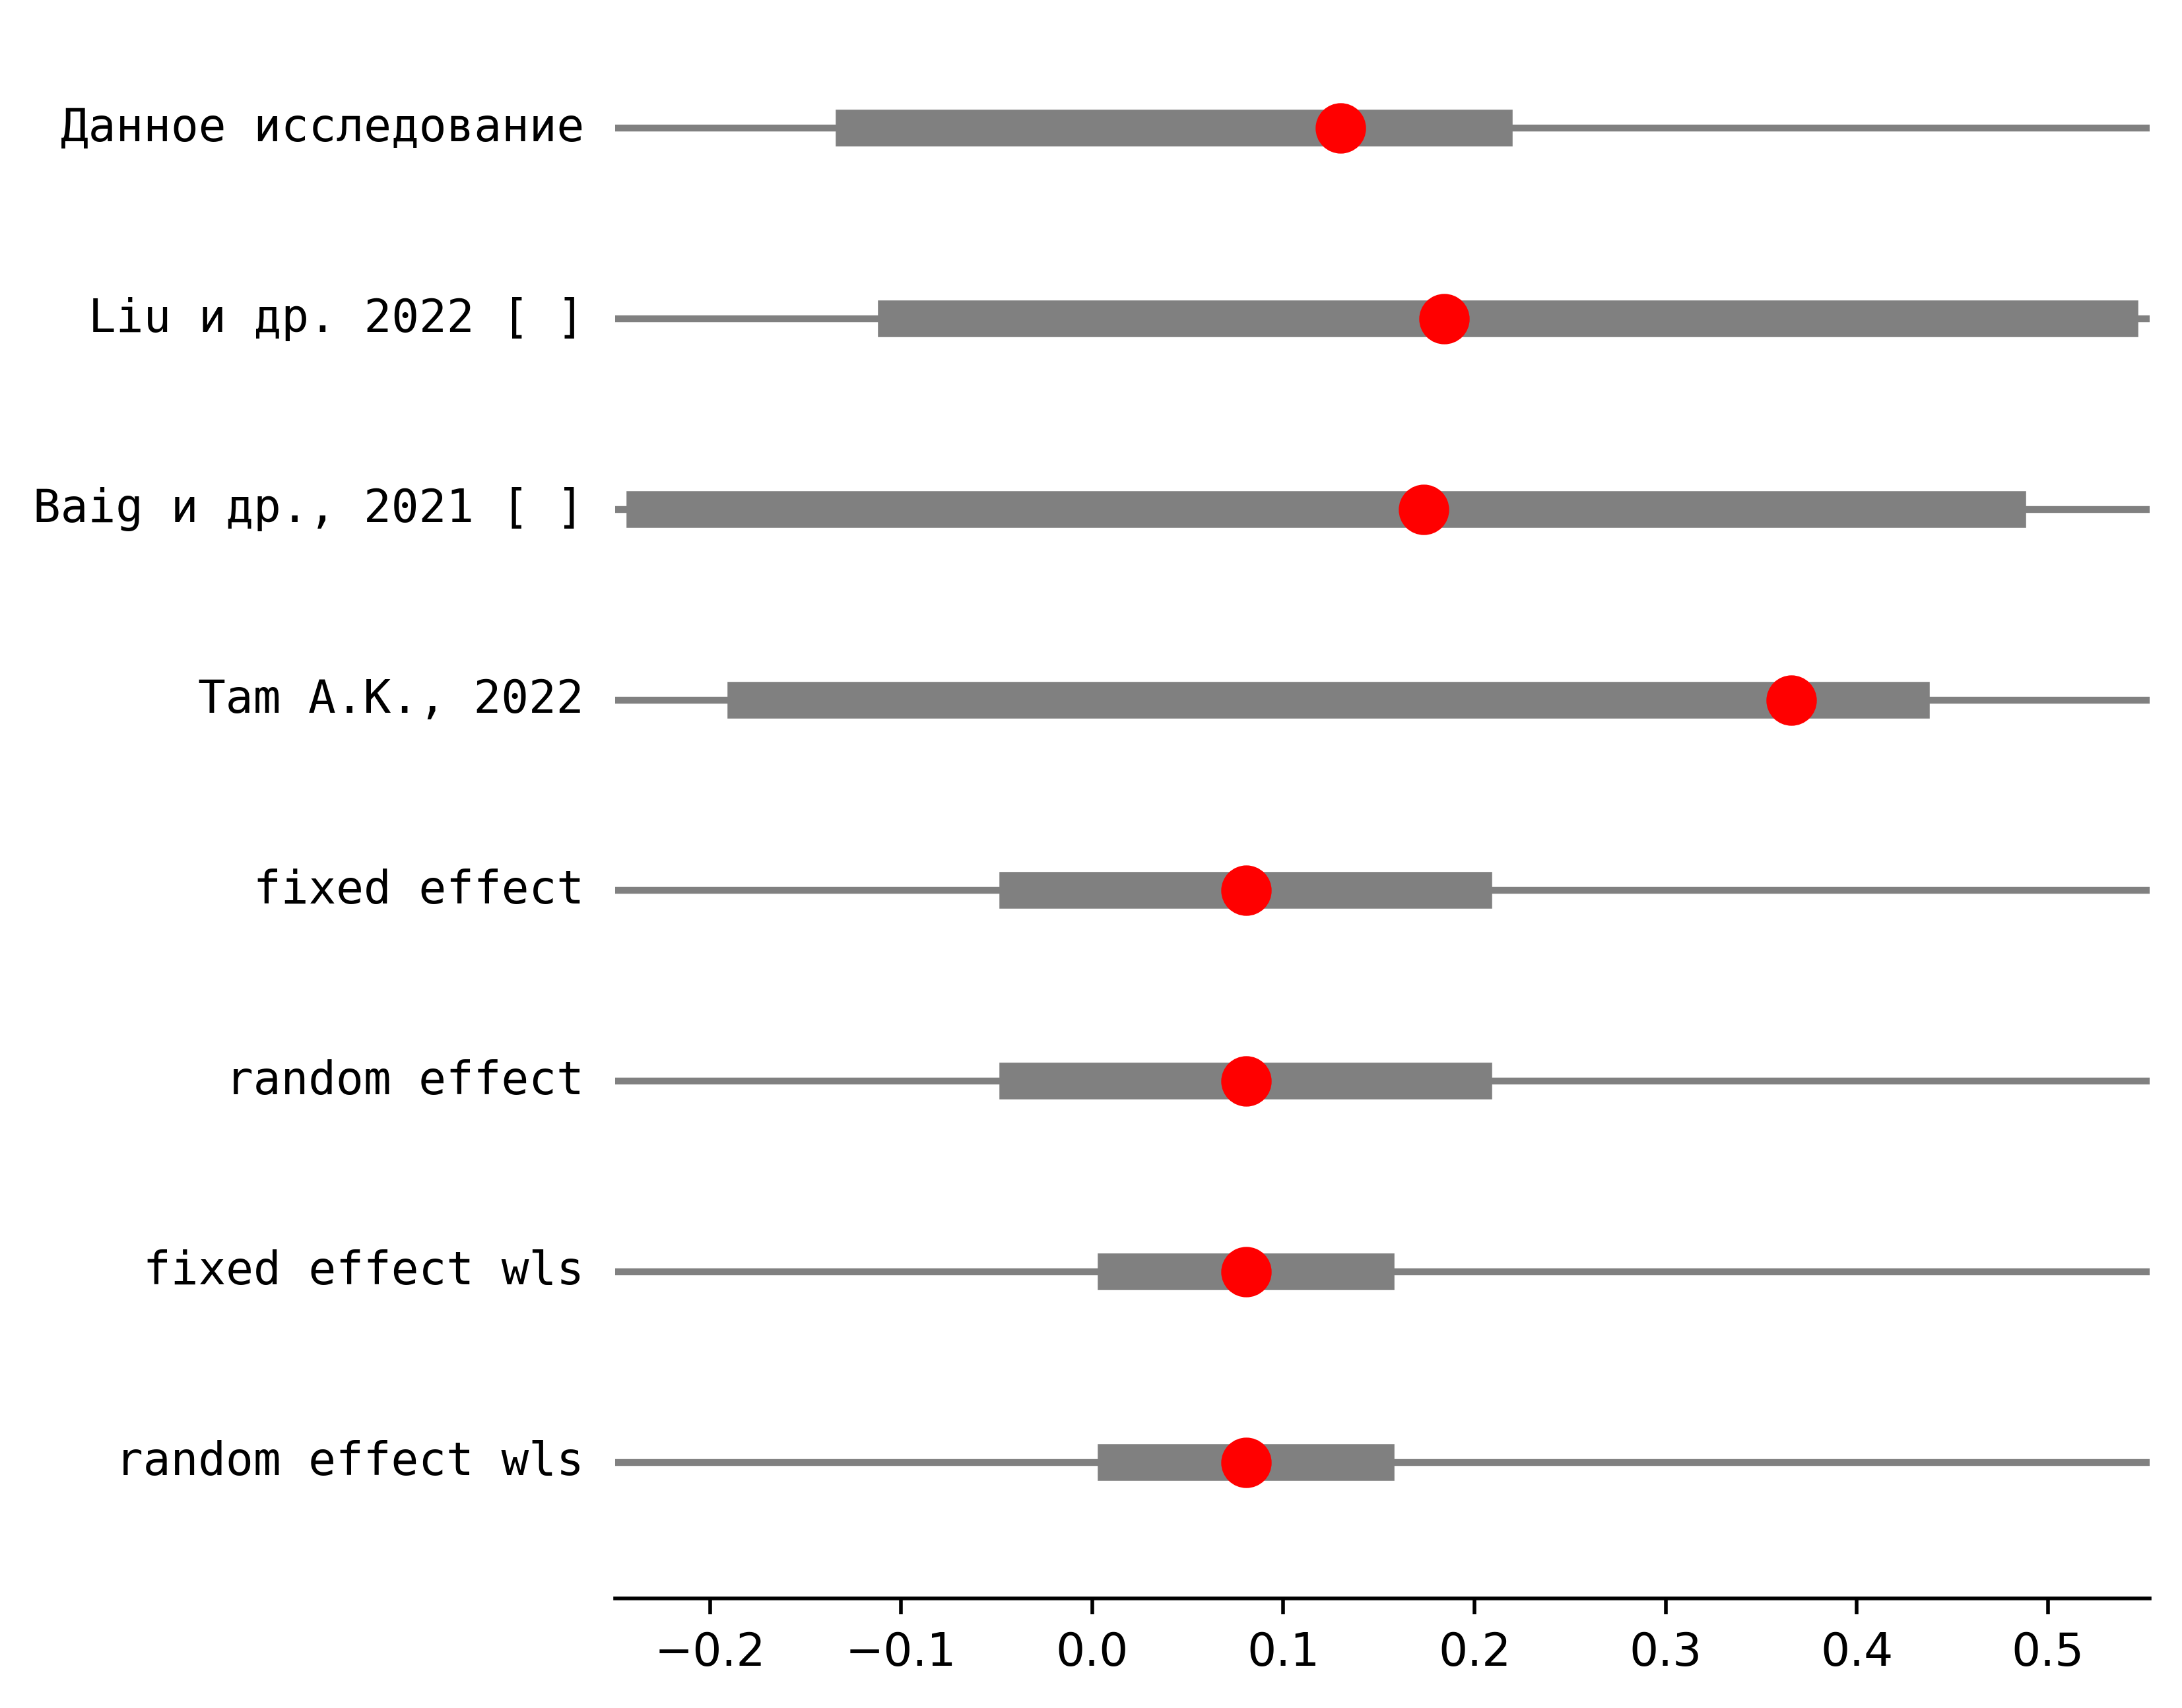 Данное исследование
Liu и др. 2022 [ ]
Baig и др., 2021 [ ]
Tam A.K., 2022
fixed effect
random effect
fixed effect wls
random effect wls
−0.2 −0.1 0.0 0.1 0.2 0.3 0.4 0.5